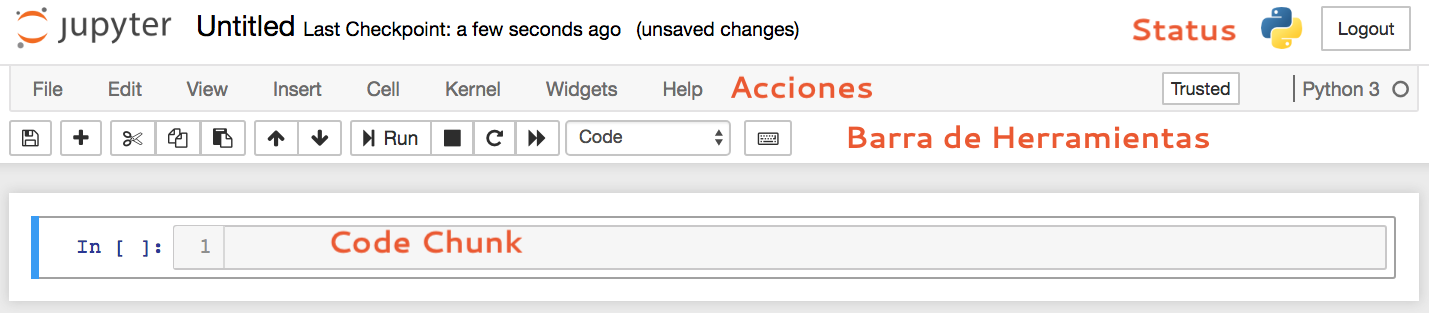 jupyter Untitled Last Checkpoint: a few seconds ago (unsaved changes) Status Logout
File Edit View Insert Cell Kernel Widgets Help Acciones Trusted Python 3
Run Code Barra de Herramientas
In [ ]: 1 Code Chunk